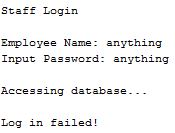 Staff Login
Employee Name: anything
Input Password: anything
Accessing database...
Log in failed!